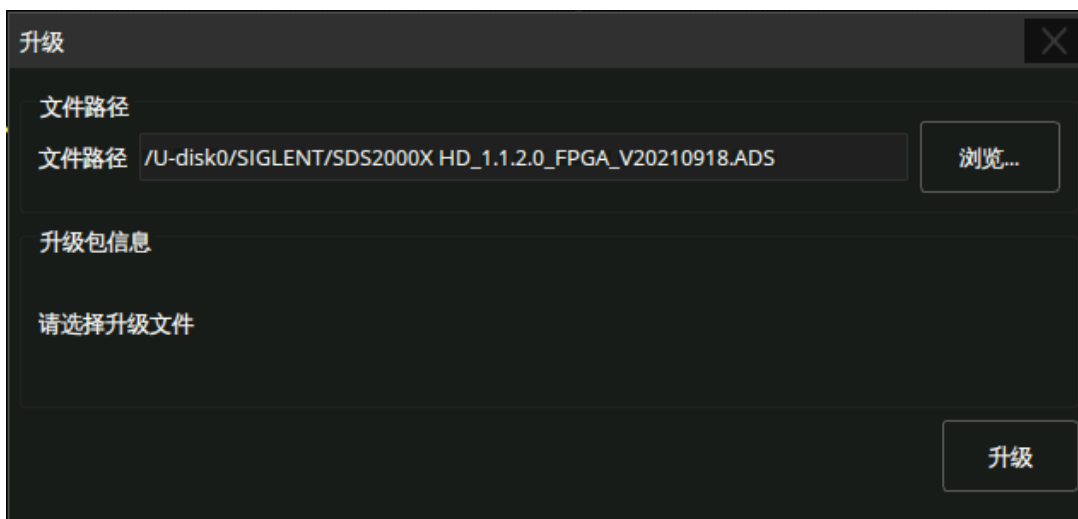 升级
文件路径
文件路径 /U-disk0/SIGLENT/SDS2000X HD_1.1.2.0_FPGA_V20210918.ADS 浏览...
升级包信息
请选择升级文件
升级